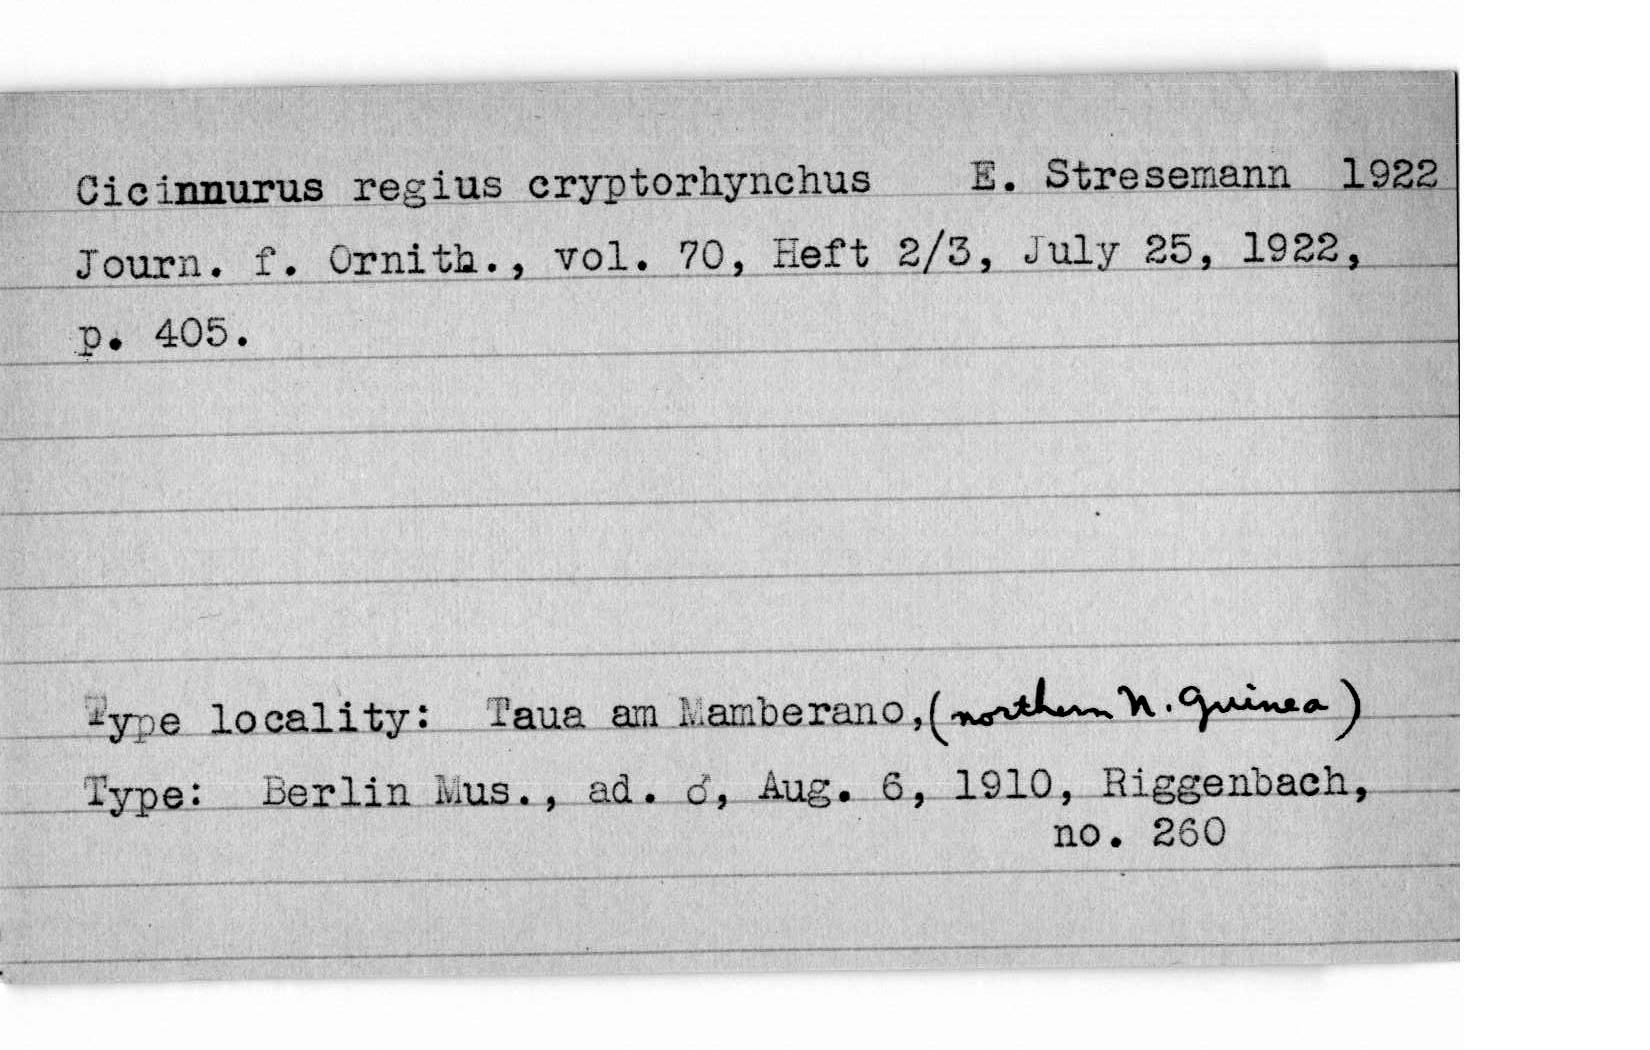 Cicinnurus regius cryptorhynchus E. Stresemann 1922
Journ. f. Ornith., vol. 70, Heft 2/3, July 25, 1922,
p. 405.
Type locality: Taua am Mamberano, (northern N. Guinea)
Type: Berlin Mus., ad. ♂, Aug. 6, 1910, Riggenbach,
no. 260